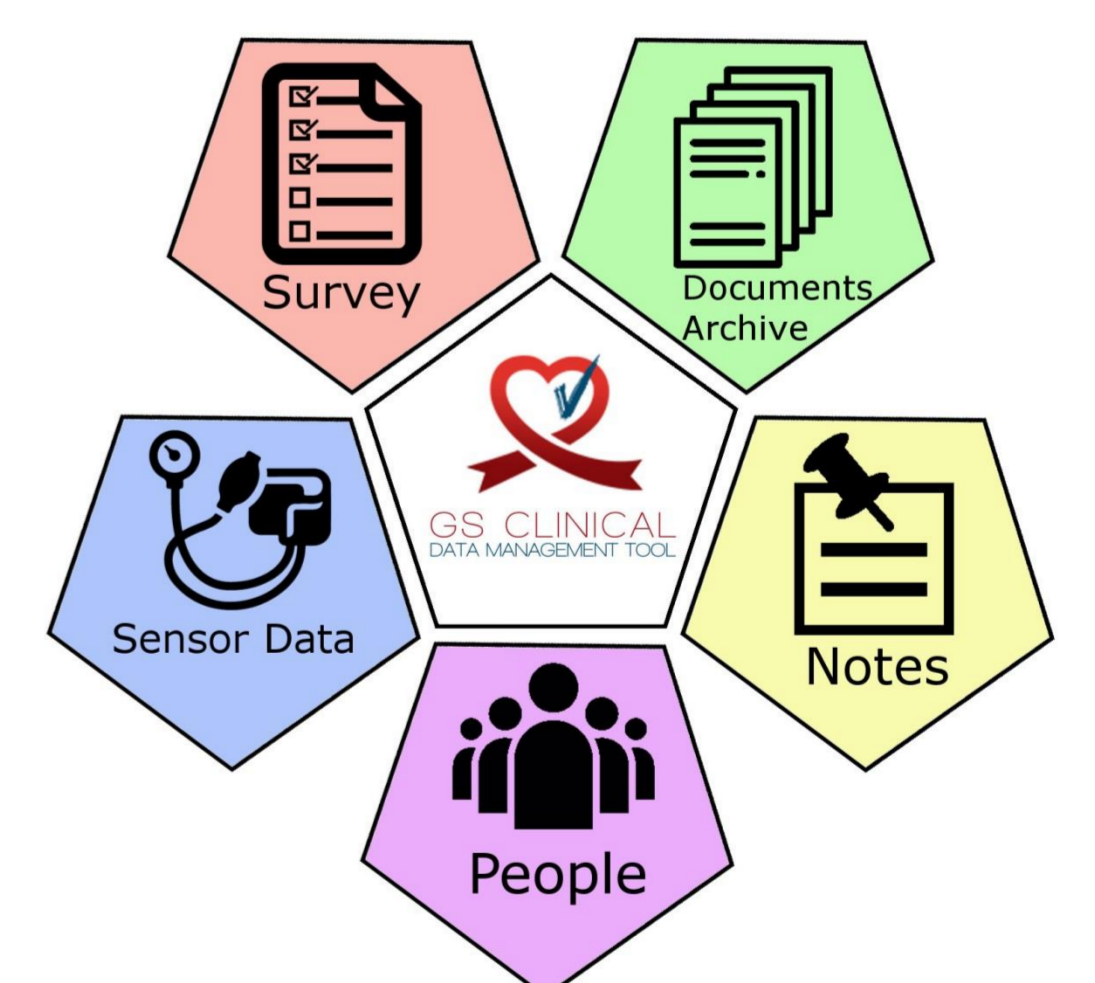 Survey
Documents
Archive
GS CLINICAL
DATA MANAGEMENT TOOL
Sensor Data
Notes
People